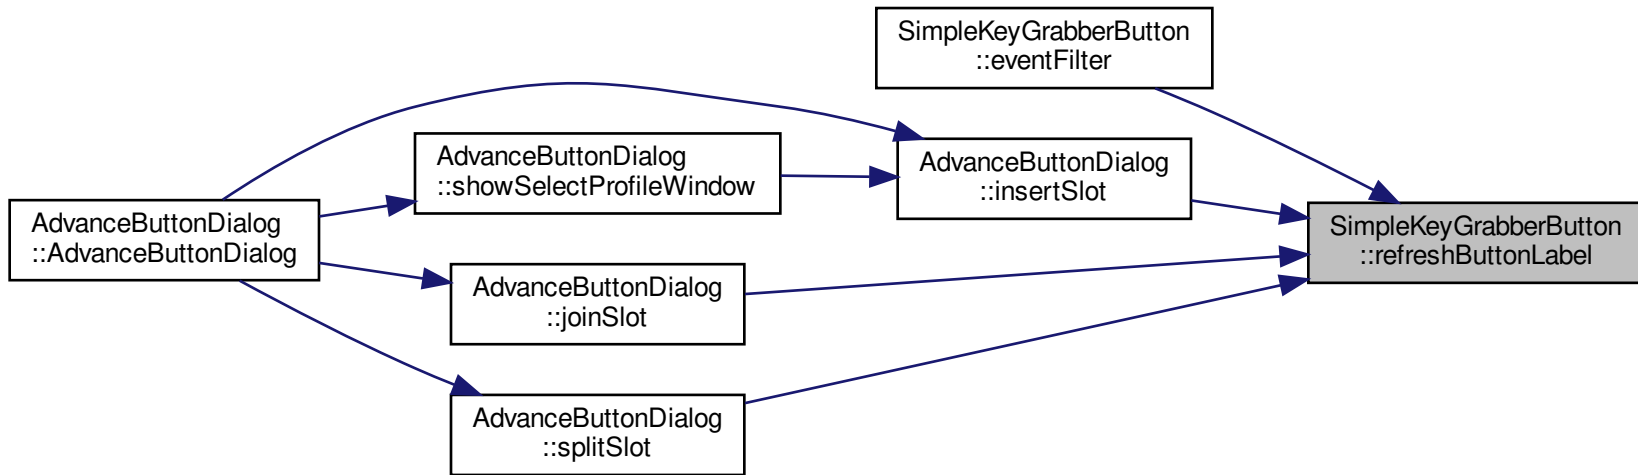 SimpleKeyGrabberButton
::eventFilter
AdvanceButtonDialog
::showSelectProfileWindow
AdvanceButtonDialog
::insertSlot
AdvanceButtonDialog
::AdvanceButtonDialog
SimpleKeyGrabberButton
::refreshButtonLabel
AdvanceButtonDialog
::joinSlot
AdvanceButtonDialog
::splitSlot